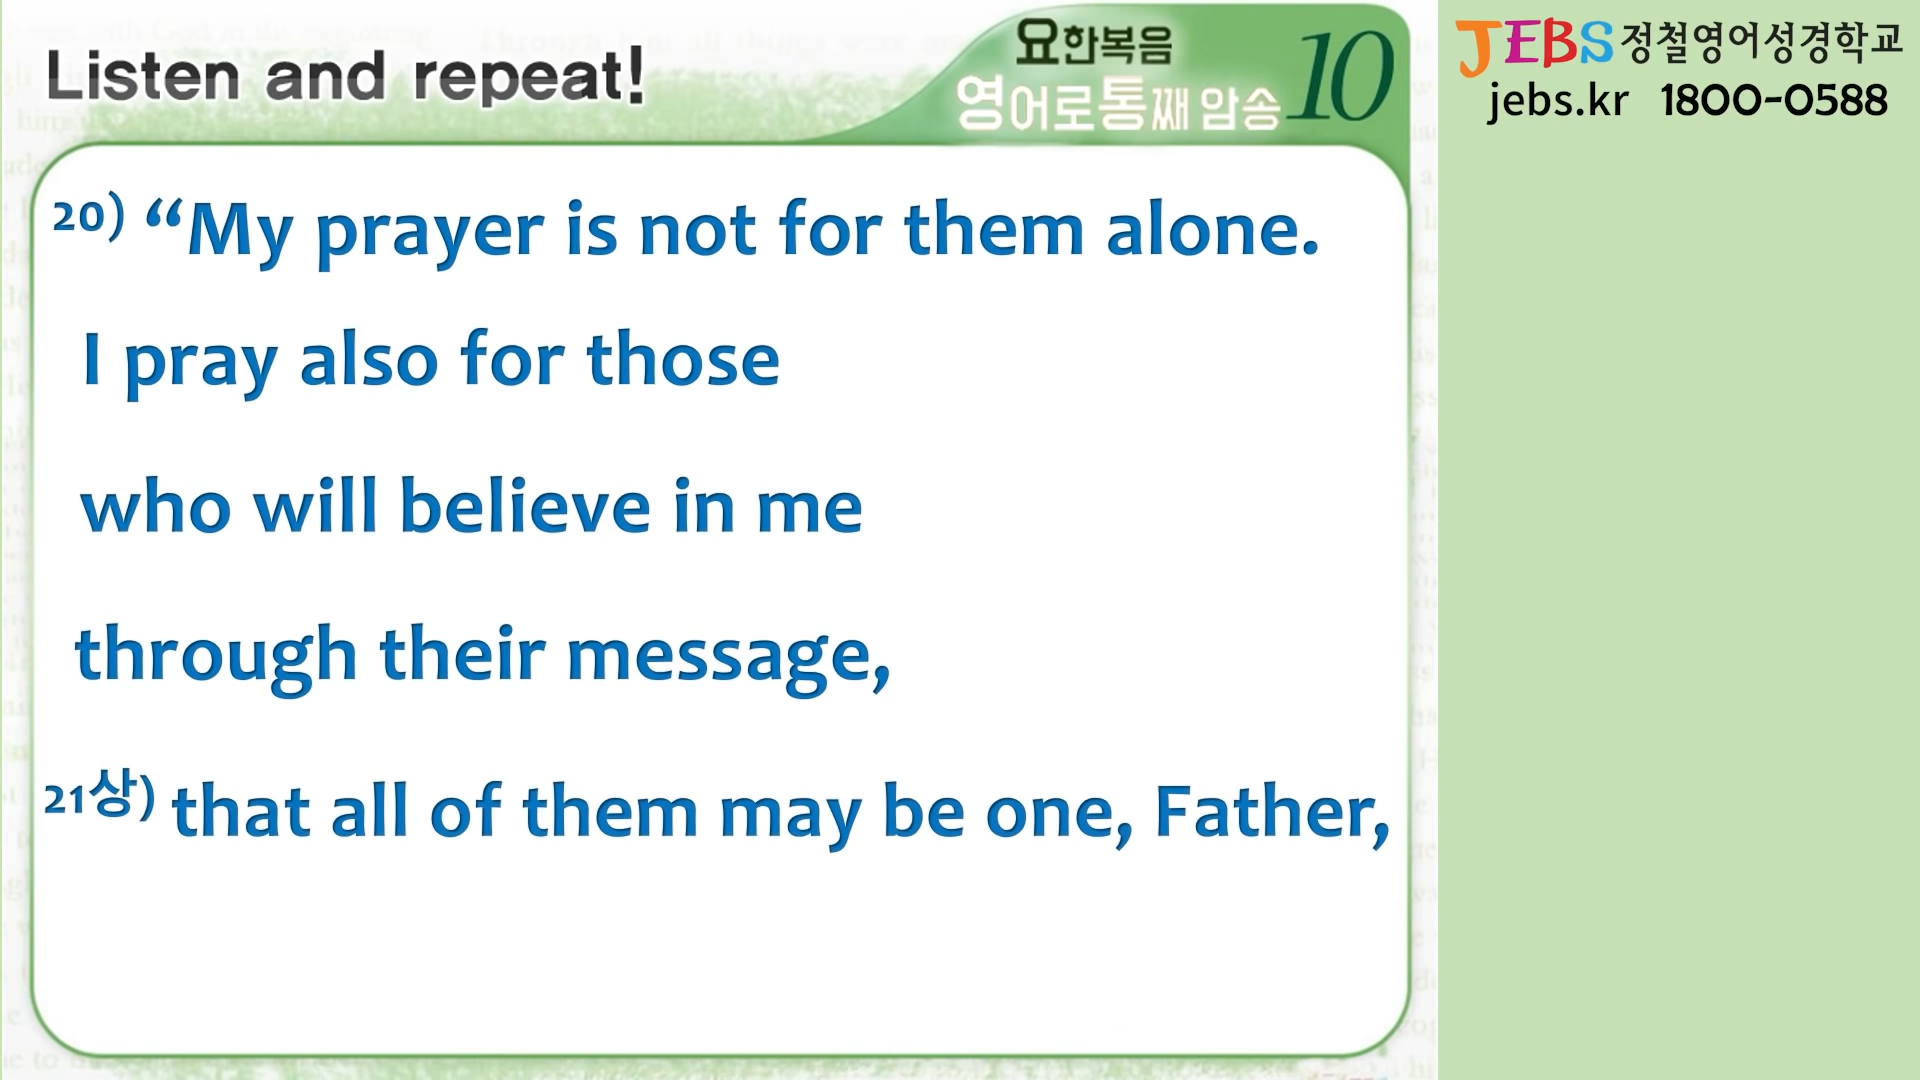 Listen and repeat!
요한복음
영어로통째 암송 10
JEBS 정철영어성경학교
jebs.kr 1800-0588
20) “My prayer is not for them alone.
I pray also for those
who will believe in me
through their message,
21상) that all of them may be one, Father,